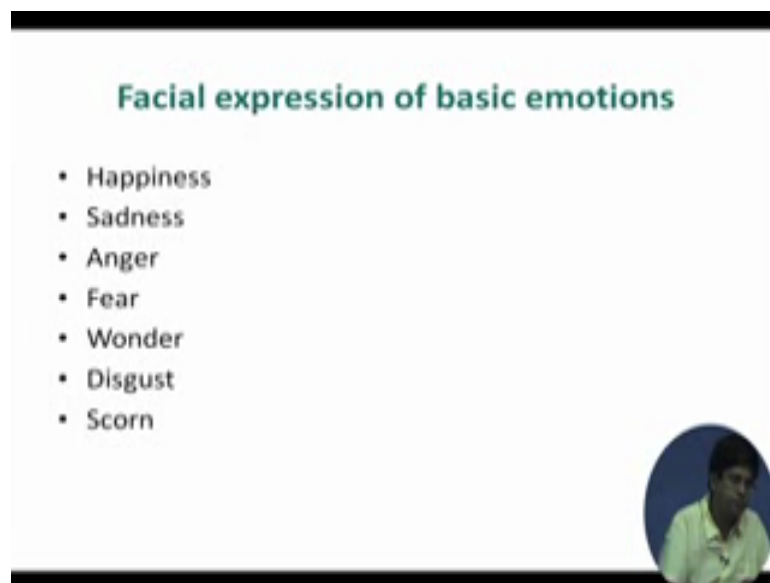 Facial expression of basic emotions
• Happiness
• Sadness
• Anger
• Fear
• Wonder
• Disgust
• Scorn